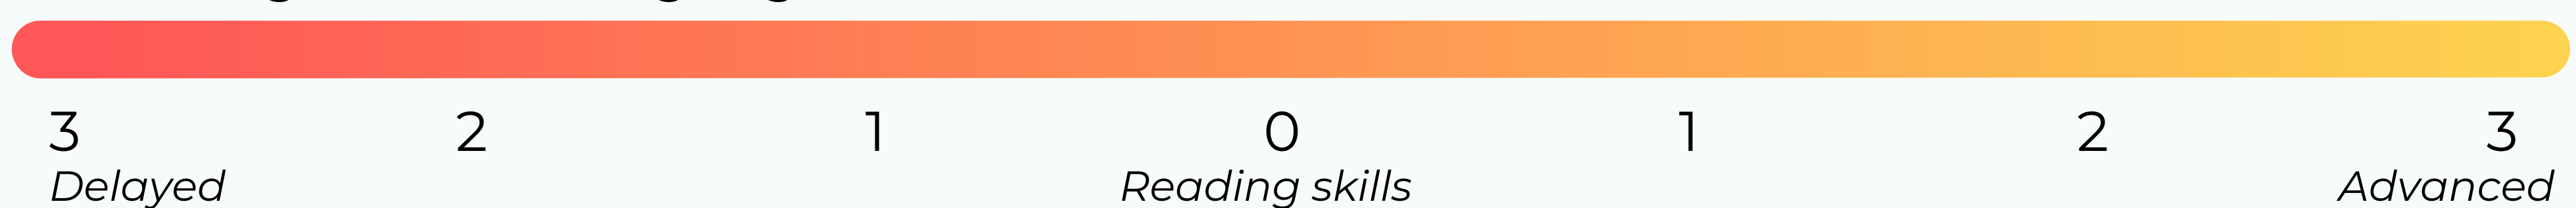 3 2 1 0 1 2 3
Delayed Reading skills Advanced